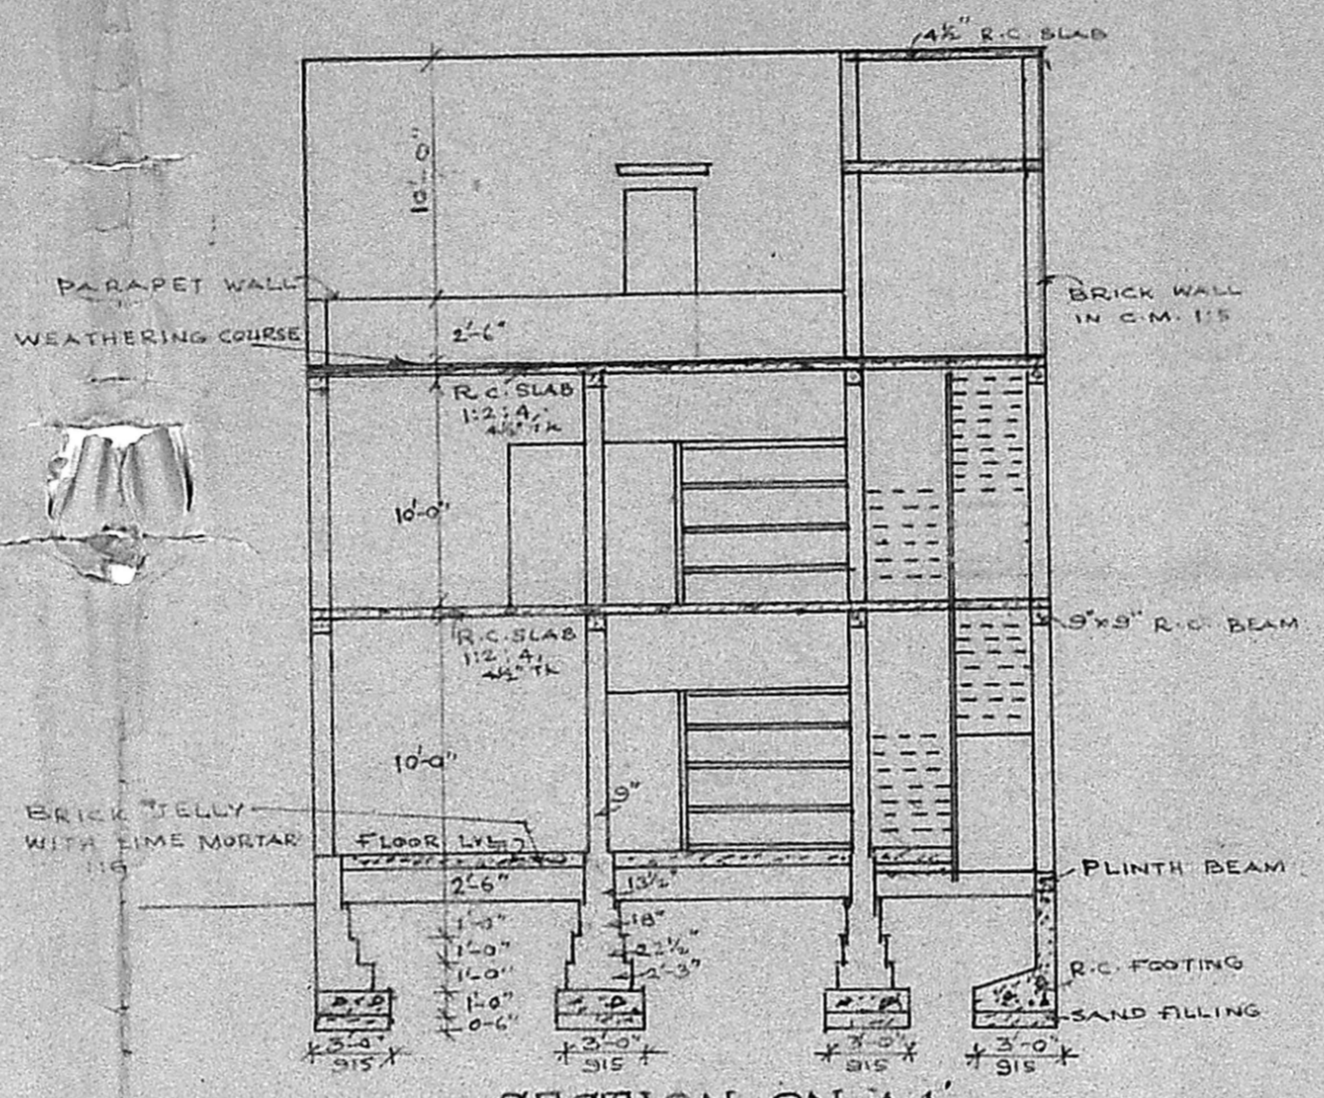 4½" R.C. SLAB
10'-0"
PARAPET WALL
BRICK WALL
IN C.M. 1:5
WEATHERING COURSE
2'-6"
R.C. SLAB
1:2:4,
4½" TK
10'-0"
9"x9" R.C. BEAM
R.C. SLAB
1:2:4,
4½" TK
10'-0"
9"
BRICK JELLY
WITH LIME MORTAR
1:6
FLOOR LVL
PLINTH BEAM
2'-6"
13½"
1'-0"
18"
1'-0"
22½"
1'-0"
2'-3"
R.C. FOOTING
1'-0"
SAND FILLING
0-6"
3'-0"
915
3'-0"
915
3'-0"
915
3'-0"
915
SECTION ON